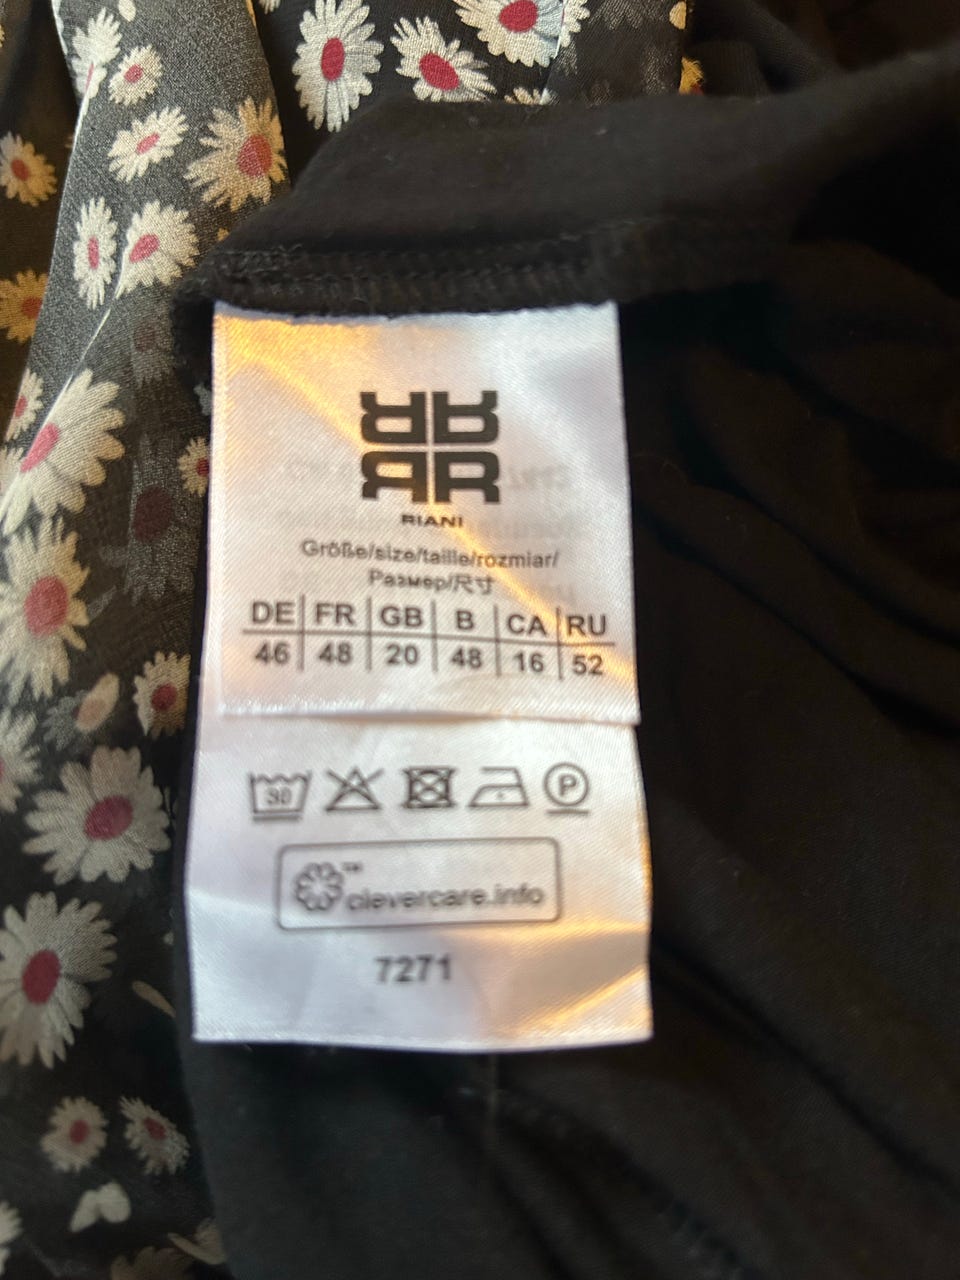 RIANI
Größe/size/taille/rozmiar/
Размер/尺寸
DE FR GB B CA RU
46 48 20 48 16 52
30 P
™
clevercare.info
7271